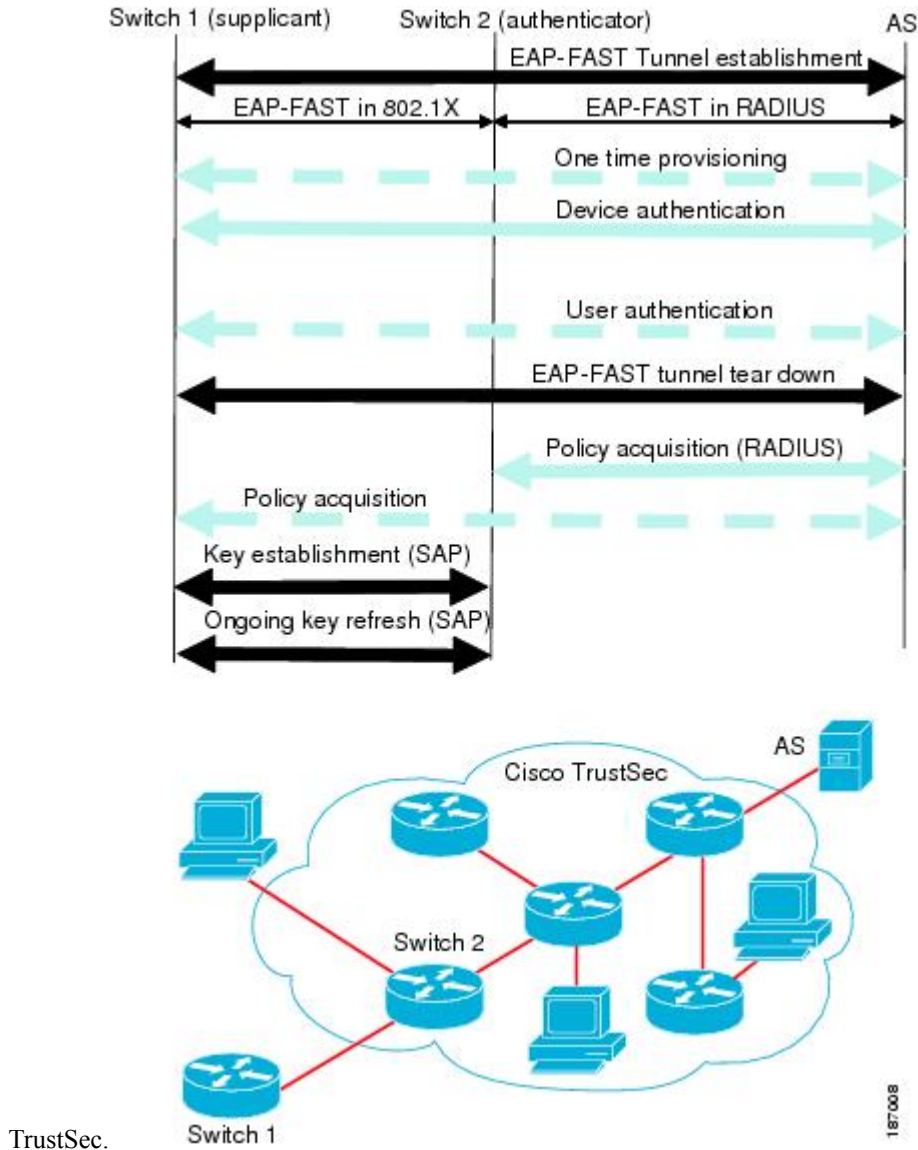 Switch 1 (supplicant) Switch 2 (authenticator) AS
EAP-FAST Tunnel establishment
EAP-FAST in 802.1X EAP-FAST in RADIUS
One time provisioning
Device authentication
User authentication
EAP-FAST tunnel tear down
Policy acquisition (RADIUS)
Policy acquisition
Key establishment (SAP)
Ongoing key refresh (SAP)
AS
Cisco TrustSec
Switch 2
Switch 1
187008
TrustSec.